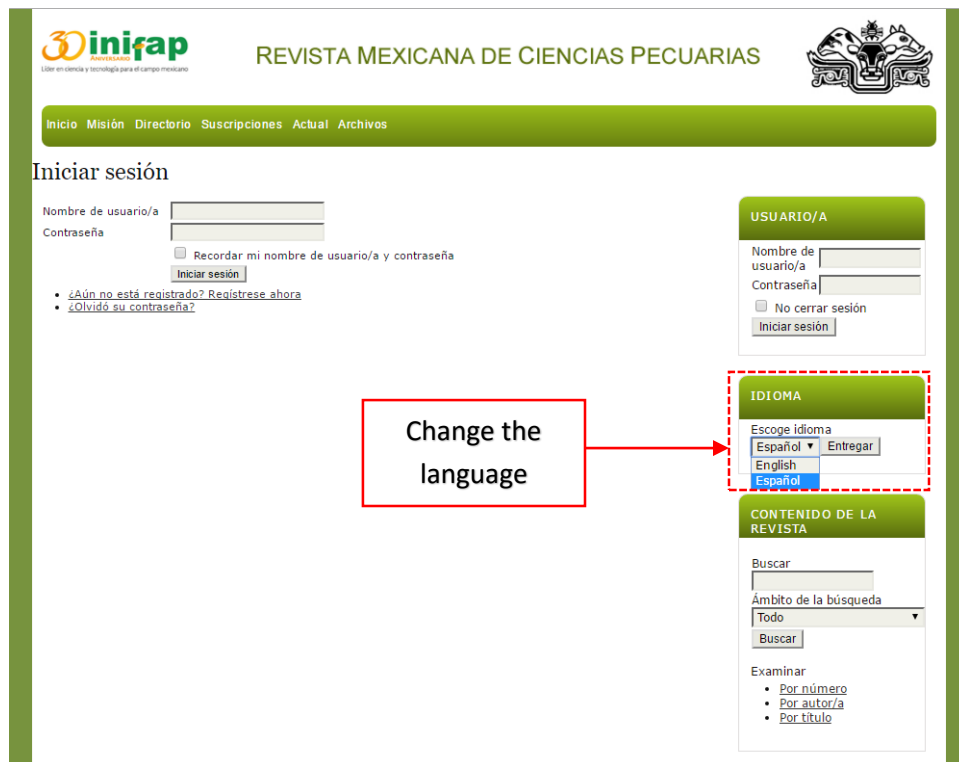 30 inifap
ANIVERSARIO
Líder en ciencia y tecnología para el campo mexicano
REVISTA MEXICANA DE CIENCIAS PECUARIAS
Inicio Misión Directorio Suscripciones Actual Archivos
Iniciar sesión
Nombre de usuario/a
Contraseña
Recordar mi nombre de usuario/a y contraseña
Iniciar sesión
¿Aún no está registrado? Regístrese ahora
¿Olvidó su contraseña?
USUARIO/A
Nombre de
usuario/a
Contraseña
No cerrar sesión
Iniciar sesión
Change the
language
IDIOMA
Escoge idioma
Español ▼ Entregar
English
Español
CONTENIDO DE LA
REVISTA
Buscar
Ámbito de la búsqueda
Todo ▼
Buscar
Examinar
Por número
Por autor/a
Por título